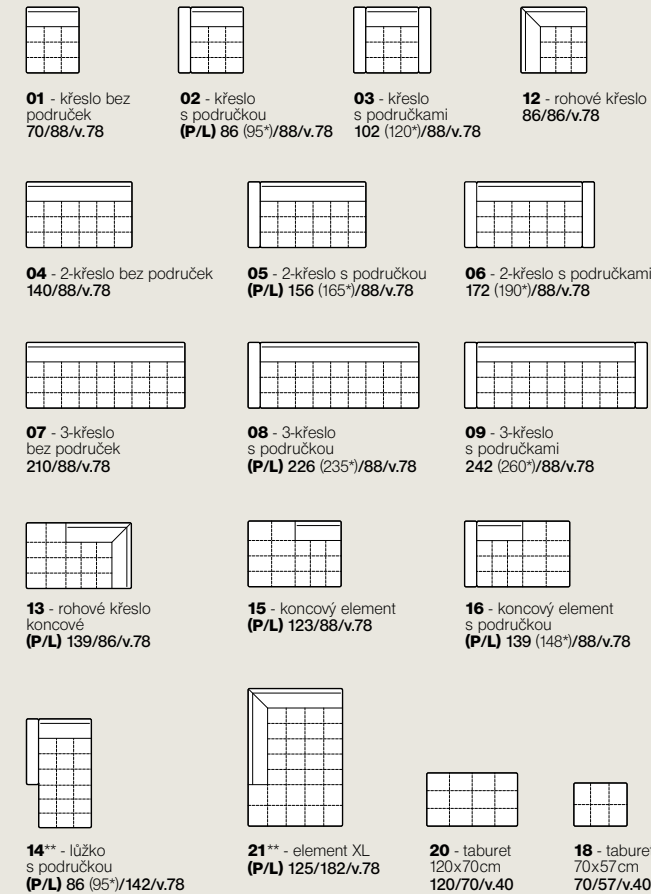 01 - křeslo bez
područek
70/88/v.78
02 - křeslo
s područkou
(P/L) 86 (95*)/88/v.78
03 - křeslo
s područkami
102 (120*)/88/v.78
12 - rohové křeslo
86/86/v.78
04 - 2-křeslo bez područek
140/88/v.78
05 - 2-křeslo s područkou
(P/L) 156 (165*)/88/v.78
06 - 2-křeslo s područkami
172 (190*)/88/v.78
07 - 3-křeslo
bez područek
210/88/v.78
08 - 3-křeslo
s područkou
(P/L) 226 (235*)/88/v.78
09 - 3-křeslo
s područkami
242 (260*)/88/v.78
13 - rohové křeslo
koncové
(P/L) 139/86/v.78
15 - koncový element
(P/L) 123/88/v.78
16 - koncový element
s područkou
(P/L) 139 (148*)/88/v.78
14** - lůžko
s područkou
(P/L) 86 (95*)/142/v.78
21** - element XL
(P/L) 125/182/v.78
20 - taburet
120x70cm
120/70/v.40
18 - taburet
70x57cm
70/57/v.40